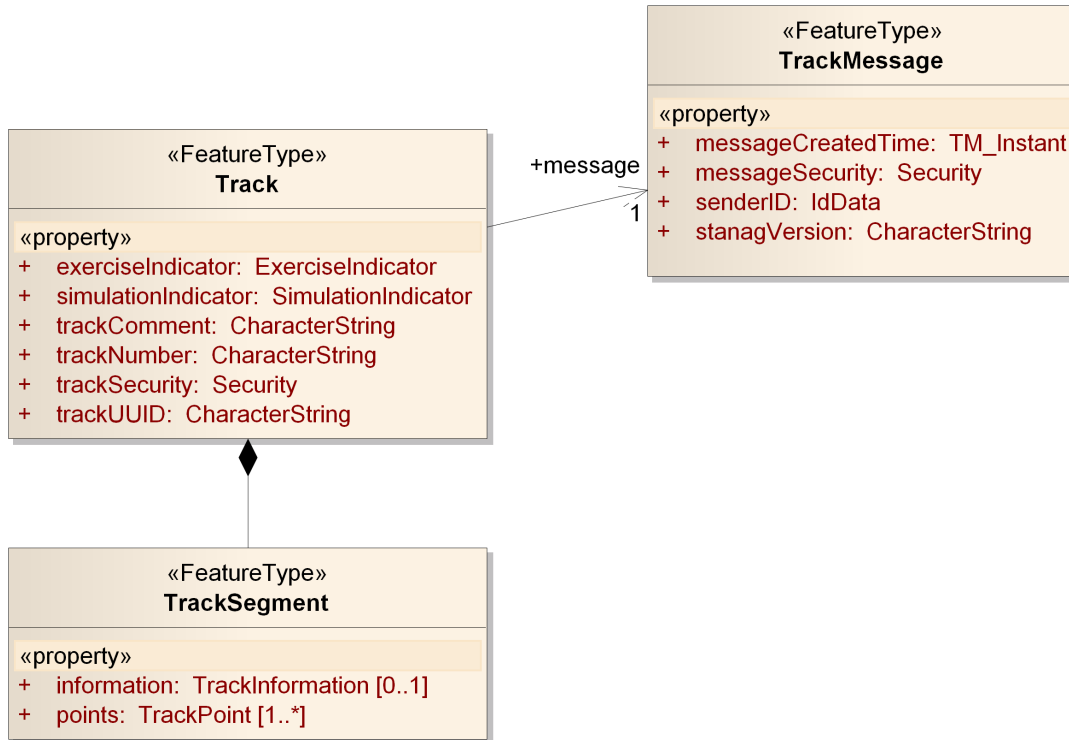 «FeatureType»
TrackMessage
«property»
+ messageCreatedTime: TM_Instant
+ messageSecurity: Security
+ senderID: IdData
+ stanagVersion: CharacterString
+message
1
«FeatureType»
Track
«property»
+ exerciseIndicator: ExerciseIndicator
+ simulationIndicator: SimulationIndicator
+ trackComment: CharacterString
+ trackNumber: CharacterString
+ trackSecurity: Security
+ trackUUID: CharacterString
«FeatureType»
TrackSegment
«property»
+ information: TrackInformation [0..1]
+ points: TrackPoint [1..*]